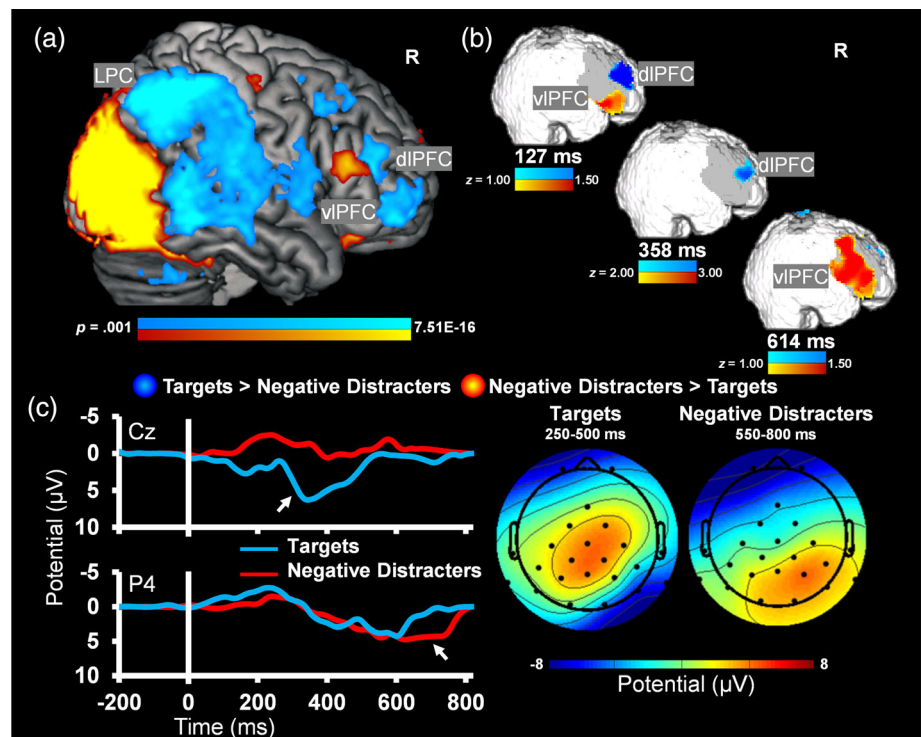 (a)
R
LPC
dlPFC
vlPFC
p = .001
7.51E-16
(b)
R
dlPFC
vlPFC
127 ms
z = 1.00
1.50
dlPFC
358 ms
z = 2.00
3.00
vlPFC
614 ms
z = 1.00
1.50
Targets > Negative Distracters
Negative Distracters > Targets
(c)
-5
0
5
10
Cz
Potential (µV)
Targets
Negative Distracters
-5
0
5
10
P4
-200
0
200
400
600
800
Time (ms)
Targets
250-500 ms
Negative Distracters
550-800 ms
-8
8
Potential (µV)